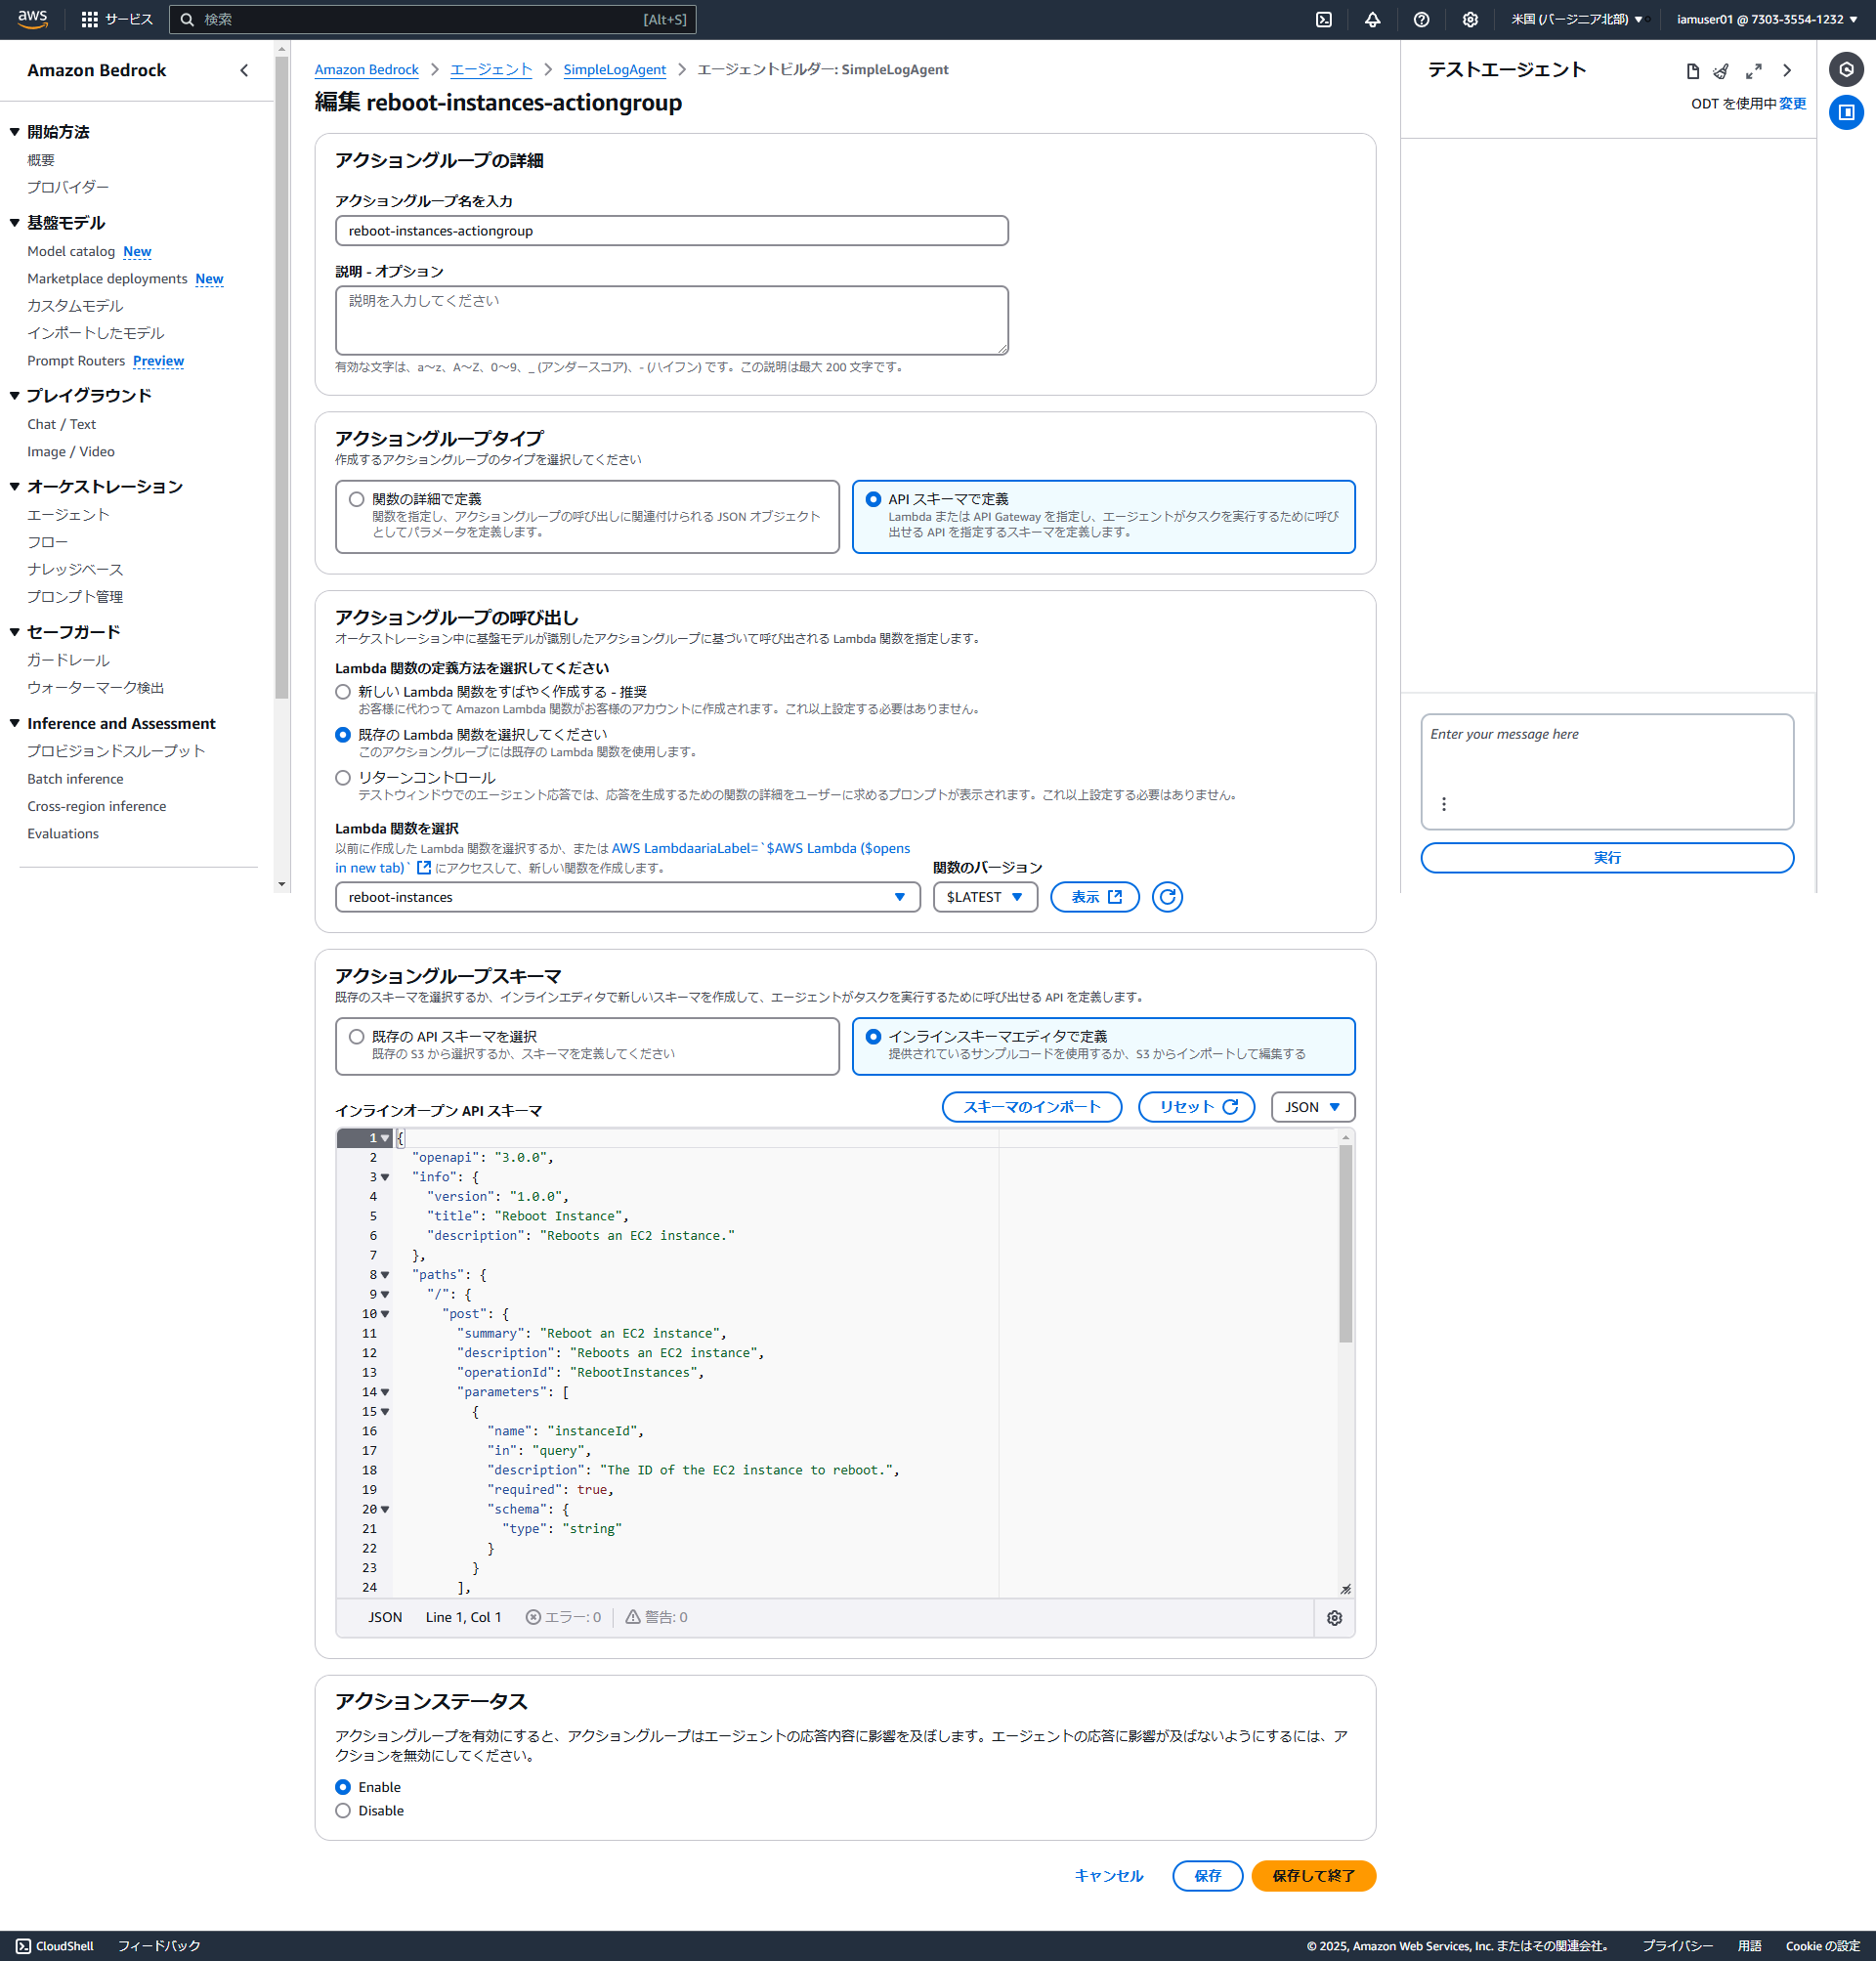 aws
サービス
検索
[Alt+S]
米国 (バージニア北部) ▼
iamuser01 @ 7303-3554-1232 ▼
Amazon Bedrock
開始方法
概要
プロバイダー
基盤モデル
Model catalog New
Marketplace deployments New
カスタムモデル
インポートしたモデル
Prompt Routers Preview
プレイグラウンド
Chat / Text
Image / Video
オーケストレーション
エージェント
フロー
ナレッジベース
プロンプト管理
セーフガード
ガードレール
ウォーターマーク検出
Inference and Assessment
プロビジョンドスループット
Batch inference
Cross-region inference
Evaluations
Amazon Bedrock > エージェント > SimpleLogAgent > エージェントビルダー: SimpleLogAgent
編集 reboot-instances-actiongroup
アクショングループの詳細
アクショングループ名を入力
reboot-instances-actiongroup
説明 - オプション
説明を入力してください
有効な文字は、a～z、A～Z、0～9、_ (アンダースコア)、- (ハイフン) です。この説明は最大 200 文字です。
アクショングループタイプ
作成するアクショングループのタイプを選択してください
関数の詳細で定義
関数を指定し、アクショングループの呼び出しに関連付けられる JSON オブジェクト
としてパラメータを定義します。
API スキーマで定義
Lambda または API Gateway を指定し、エージェントがタスクを実行するために呼び
出せる API を指定するスキーマを定義します。
アクショングループの呼び出し
オーケストレーション中に基盤モデルが識別したアクショングループに基づいて呼び出される Lambda 関数を指定します。
Lambda 関数の定義方法を選択してください
新しい Lambda 関数をすばやく作成する - 推奨
お客様に代わって Amazon Lambda 関数がお客様のアカウントに作成されます。これ以上設定する必要はありません。
既存の Lambda 関数を選択してください
このアクショングループには既存の Lambda 関数を使用します。
リターンコントロール
テストウィンドウでのエージェント応答では、応答を生成するための関数の詳細をユーザーに求めるプロンプトが表示されます。これ以上設定する必要はありません。
Lambda 関数を選択
以前に作成した Lambda 関数を選択するか、または AWS LambdaariaLabel=`$AWS Lambda ($opens
in new tab)` にアクセスして、新しい関数を作成します。
関数のバージョン
reboot-instances
$LATEST
表示
アクショングループスキーマ
既存のスキーマを選択するか、インラインエディタで新しいスキーマを作成して、エージェントがタスクを実行するために呼び出せる API を定義します。
既存の API スキーマを選択
既存の S3 から選択するか、スキーマを定義してください
インラインスキーマエディタで定義
提供されているサンプルコードを使用するか、S3 からインポートして編集する
インラインオープン API スキーマ
スキーマのインポート
リセット
JSON
1 {
2 "openapi": "3.0.0",
3 "info": {
4 "version": "1.0.0",
5 "title": "Reboot Instance",
6 "description": "Reboots an EC2 instance."
7 },
8 "paths": {
9 "/": {
10 "post": {
11 "summary": "Reboot an EC2 instance",
12 "description": "Reboots an EC2 instance",
13 "operationId": "RebootInstances",
14 "parameters": [
15 {
16 "name": "instanceId",
17 "in": "query",
18 "description": "The ID of the EC2 instance to reboot.",
19 "required": true,
20 "schema": {
21 "type": "string"
22 }
23 }
24 ],
JSON
Line 1, Col 1
エラー: 0
警告: 0
アクションステータス
アクショングループを有効にすると、アクショングループはエージェントの応答内容に影響を及ぼします。エージェントの応答に影響が及ばないようにするには、ア
クションを無効にしてください。
Enable
Disable
キャンセル
保存
保存して終了
テストエージェント
ODT を使用中 変更
Enter your message here
実行
CloudShell
フィードバック
© 2025, Amazon Web Services, Inc. またはその関連会社。
プライバシー
用語
Cookie の設定